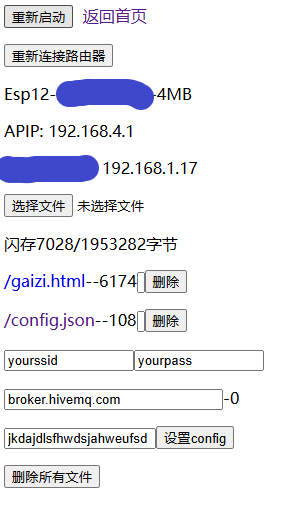 重新启动 返回首页
重新连接路由器
Esp12- -4MB
APIP: 192.168.4.1
192.168.1.17
选择文件 未选择文件
闪存7028/1953282字节
/gaizi.html--6174 删除
/config.json--108 删除
yourssid yourpass
broker.hivemq.com -0
jkdajdlsfhwdsjahweufsd 设置config
删除所有文件